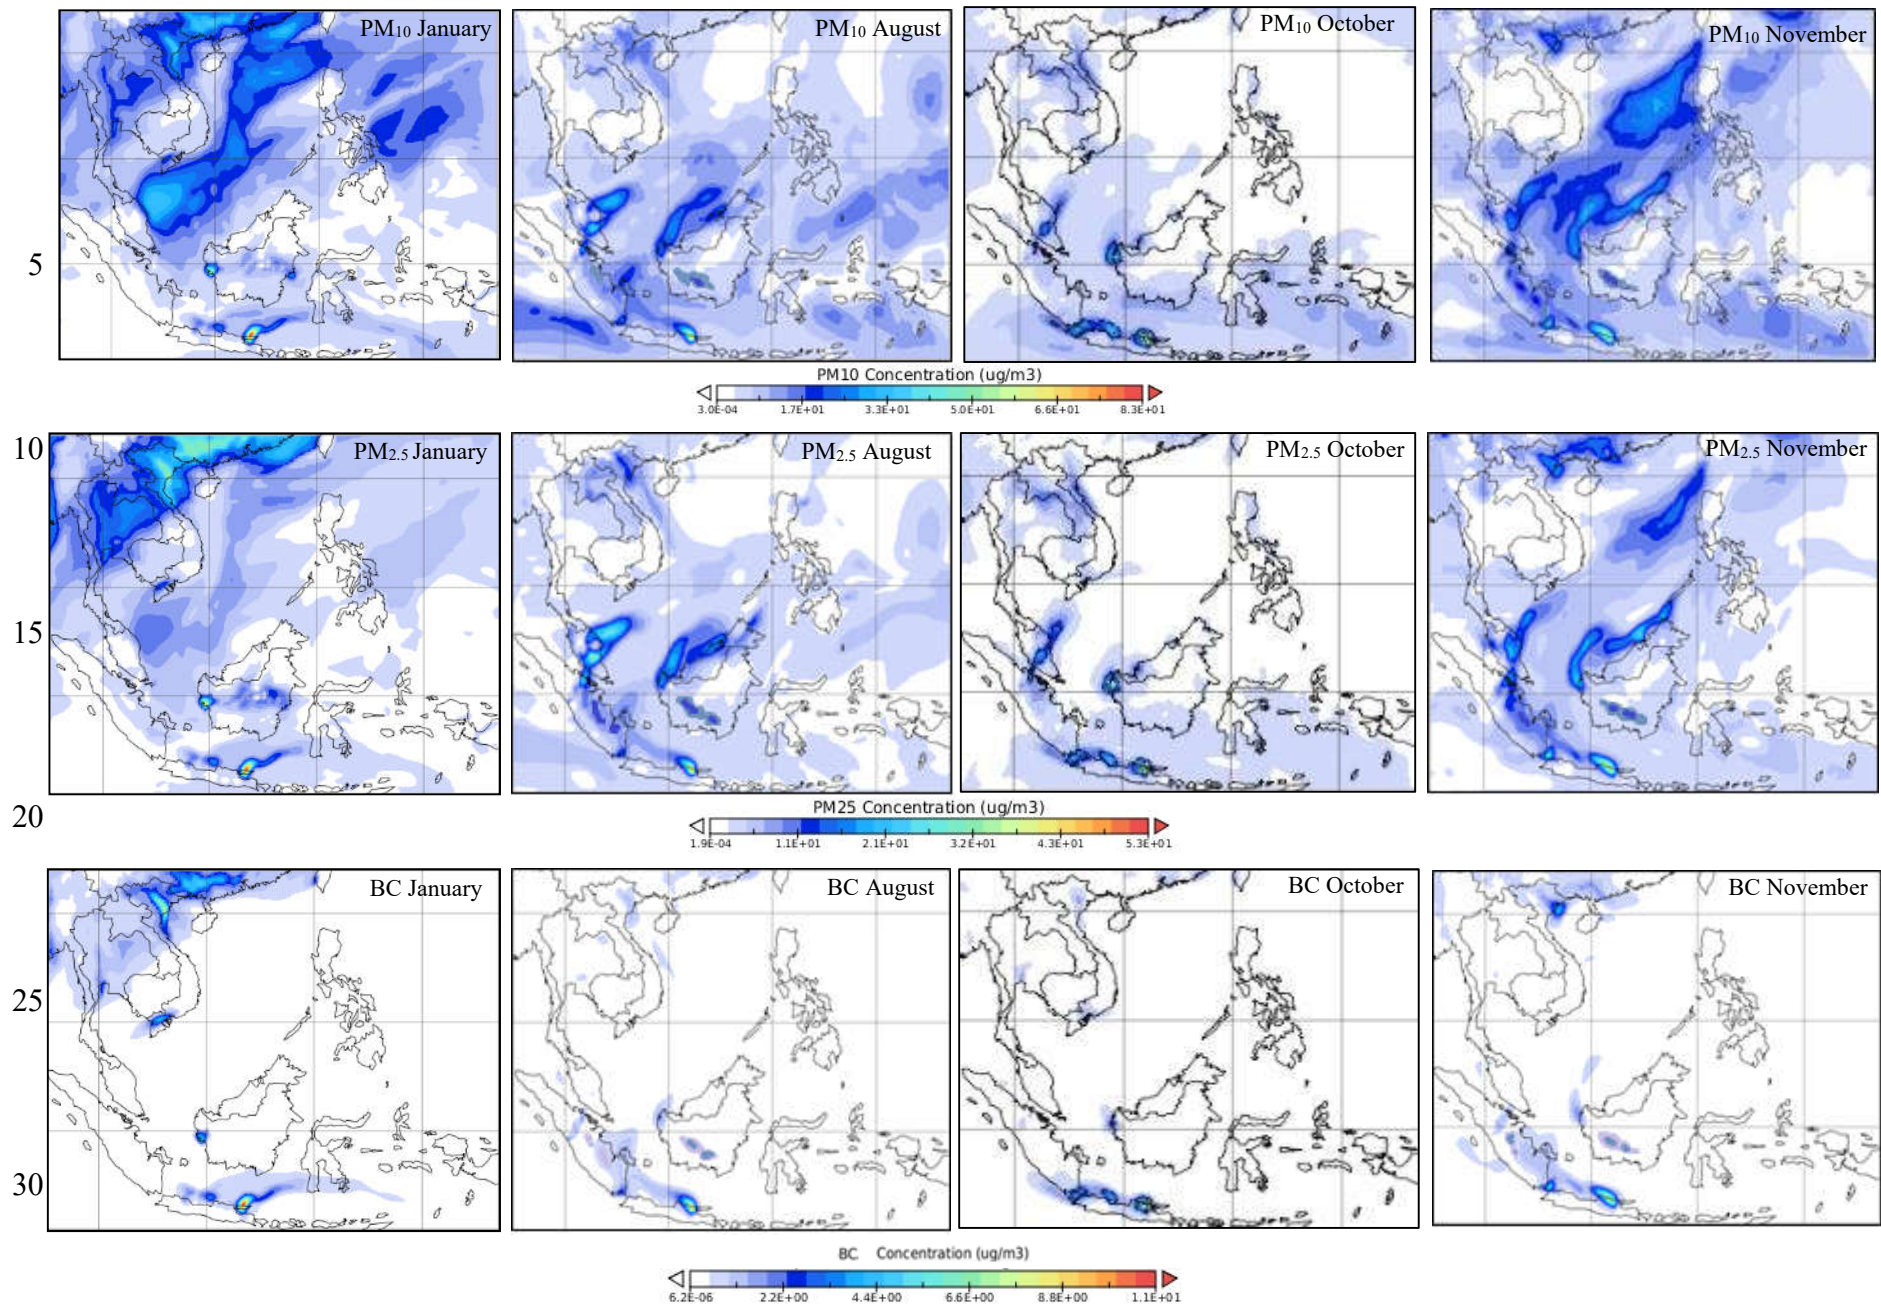 PM10 January
PM10 August
PM10 October
PM10 November
5
PM10 Concentration (ug/m3)
3.0E-04 1.7E+01 3.3E+01 5.0E+01 6.6E+01 8.3E+01
10
PM2.5 January
PM2.5 August
PM2.5 October
PM2.5 November
15
20
PM25 Concentration (ug/m3)
1.9E-04 1.1E+01 2.1E+01 3.2E+01 4.3E+01 5.3E+01
BC January
BC August
BC October
BC November
25
30
BC Concentration (ug/m3)
6.2E-06 2.2E+00 4.4E+00 6.6E+00 8.8E+00 1.1E+01